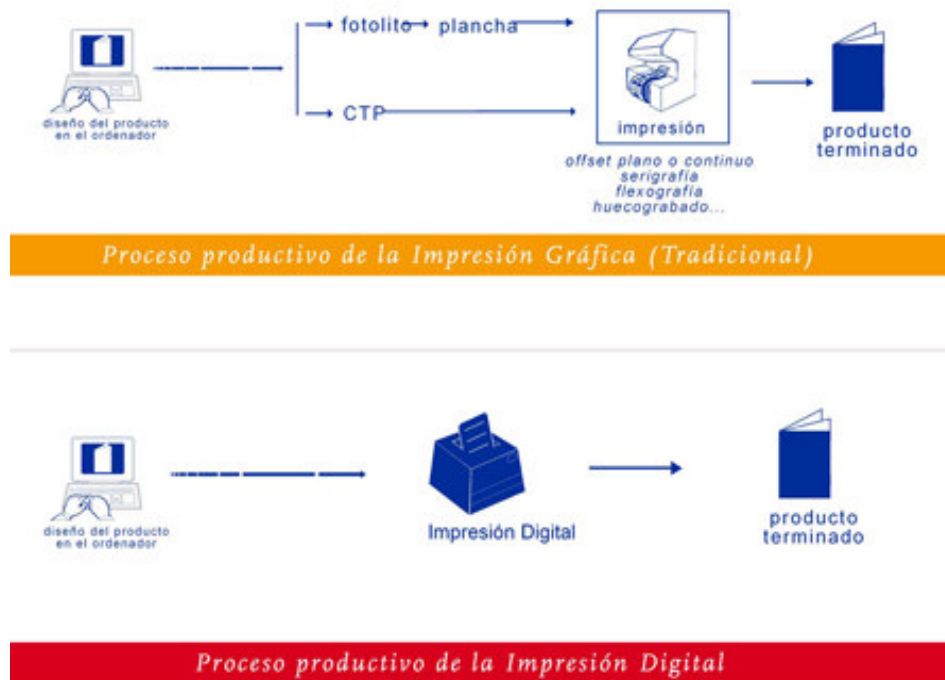 fotolito
plancha
diseño del producto
en el ordenador
CTP
impresión
producto
terminado
offset plano o continuo
serigrafía
flexografía
huecograbado...
Proceso productivo de la Impresión Gráfica (Tradicional)
diseño del producto
en el ordenador
Impresión Digital
producto
terminado
Proceso productivo de la Impresión Digital